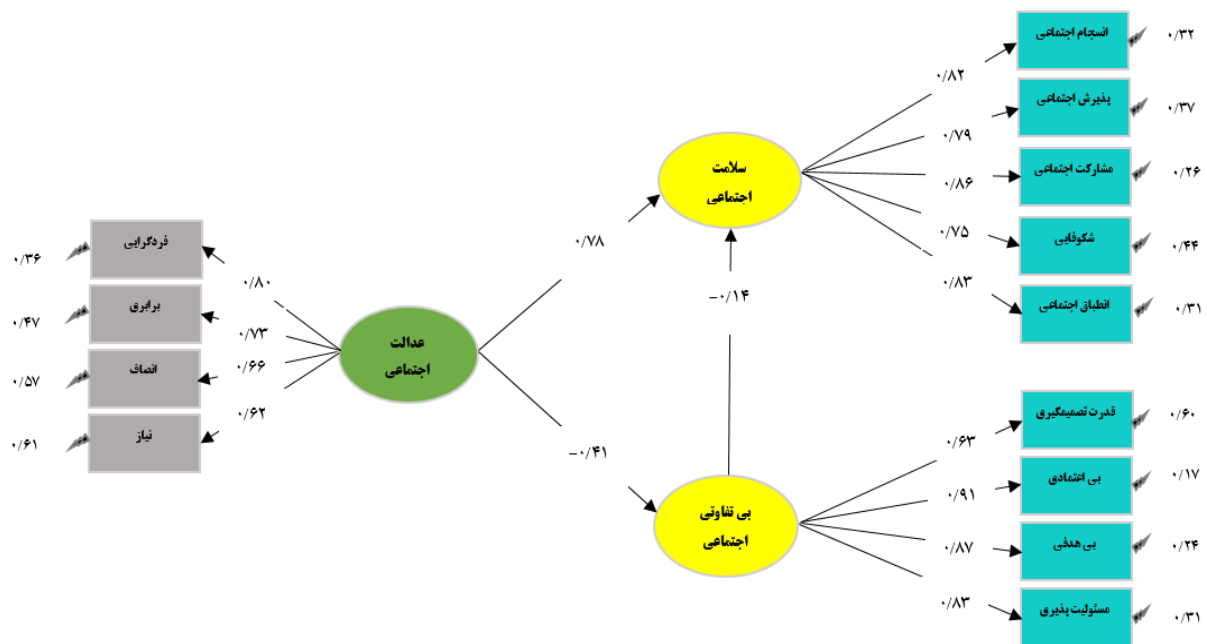 انسجام اجتماعی
۰/۳۲
۰/۸۲
پذیرش اجتماعی
۰/۳۷
۰/۷۹
سلامت
اجتماعی
مشارکت اجتماعی
۰/۲۶
۰/۸۶
شکوفایی
۰/۴۴
۰/۷۵
انطباق اجتماعی
۰/۳۱
۰/۸۳
۰/۷۸
-۰/۱۴
فردگرایی
۰/۳۶
۰/۸۰
برابری
۰/۴۷
۰/۷۳
عدالت
اجتماعی
انصاف
۰/۵۷
۰/۶۶
نیاز
۰/۶۱
۰/۶۲
-۰/۴۱
قدرت تصمیمگیری
۰/۶۰
۰/۶۳
بی اعتمادی
۰/۱۷
۰/۹۱
بی تفاوتی
اجتماعی
بی هدفی
۰/۲۴
۰/۸۷
مسئولیت پذیری
۰/۳۱
۰/۸۳